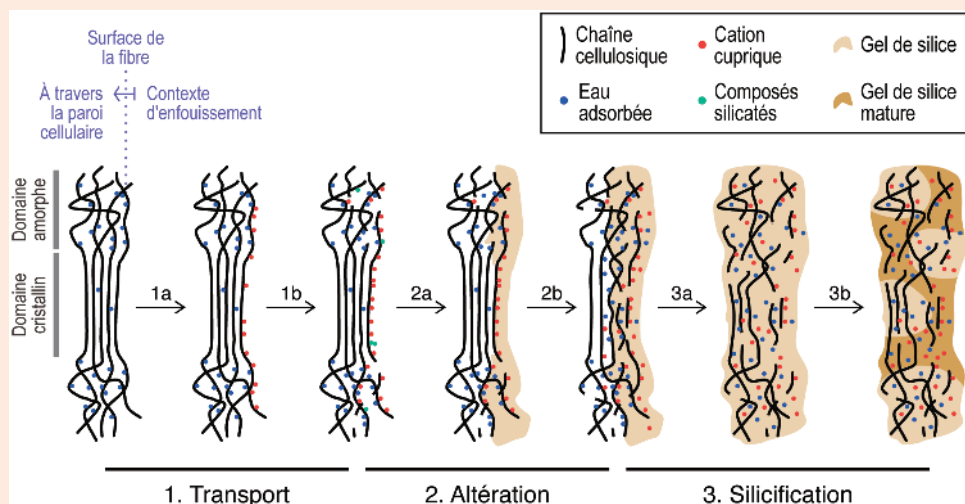 Surface de
la fibre
À travers
la paroi
cellulaire
Contexte
d'enfouissement
Chaîne
cellulosique
Cation
cuprique
Gel de silice
Eau
adsorbée
Composés
silicatés
Gel de silice
mature
Domaine
amorphe
Domaine
cristallin
1a
1b
2a
2b
3a
3b
1. Transport
2. Altération
3. Silicification